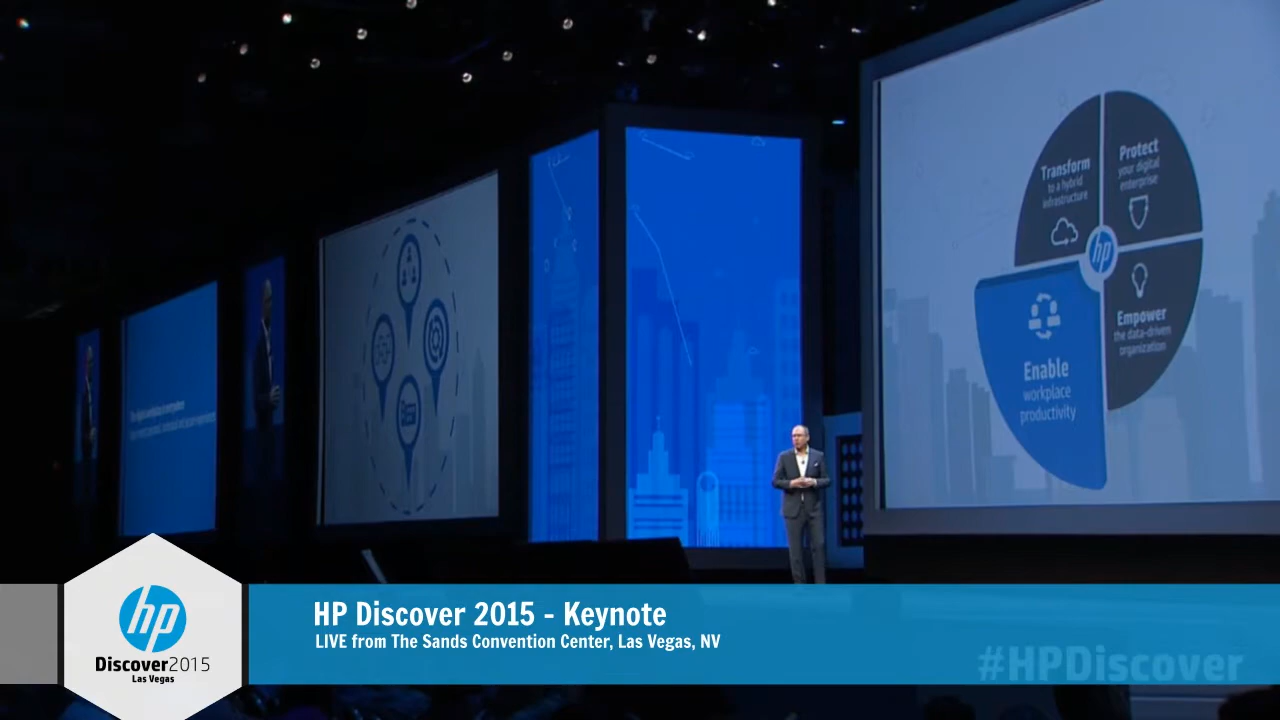 Transform
to a hybrid
infrastructure
Protect
your digital
enterprise
hp
Enable
workplace
productivity
Empower
the data-driven
organization
hp
Discover2015
Las Vegas
HP Discover 2015 - Keynote
LIVE from The Sands Convention Center, Las Vegas, NV
#HPDiscover